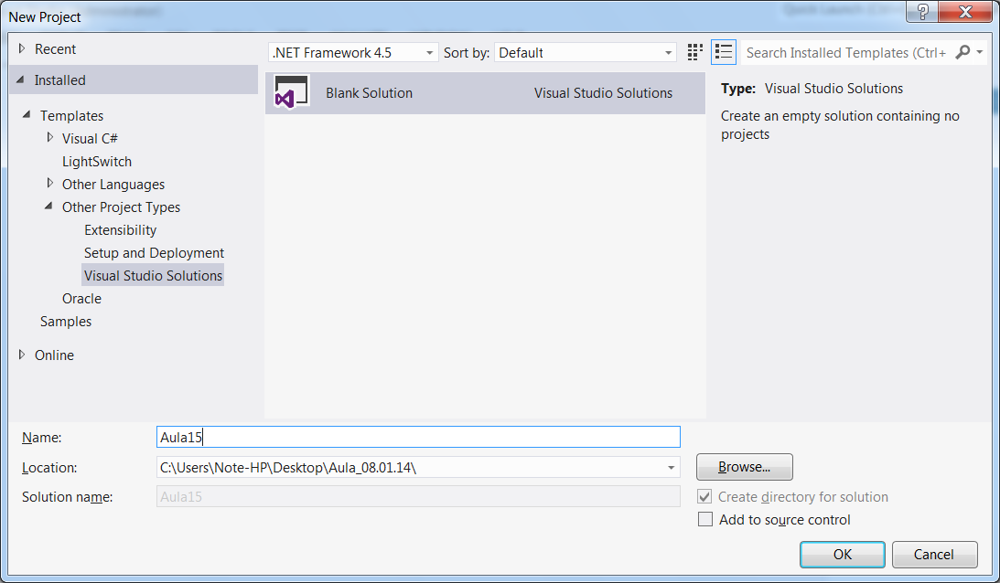 New Project
Recent
Installed
Templates
Visual C#
LightSwitch
Other Languages
Other Project Types
Extensibility
Setup and Deployment
Visual Studio Solutions
Oracle
Samples
Online
.NET Framework 4.5 Sort by: Default
Search Installed Templates (Ctrl+
Blank Solution Visual Studio Solutions
Type: Visual Studio Solutions
Create an empty solution containing no
projects
Name: Aula15
Location: C:\Users\Note-HP\Desktop\Aula_08.01.14\ Browse...
Solution name: Aula15
Create directory for solution
Add to source control
OK Cancel